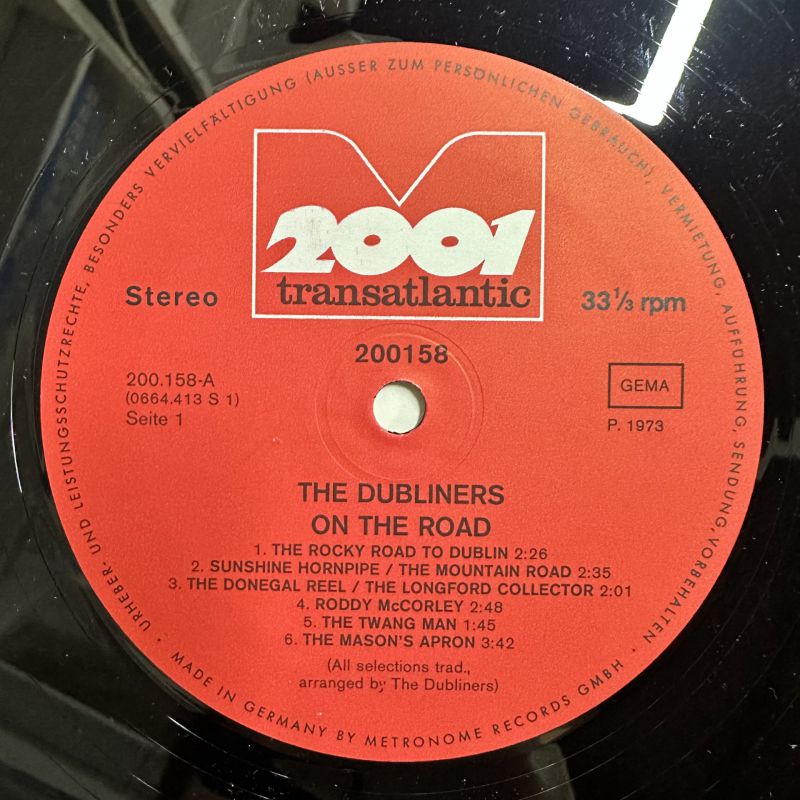 URHEBER- UND LEISTUNGSSCHUTZRECHTE, BESONDERS VERVIELFÄLTIGUNG (AUSSER ZUM PERSÖNLICHEN GEBRAUCH), VERMIETUNG, AUFFÜHRUNG, SENDUNG, VORBEHALTEN ·
2001
transatlantic
Stereo
33 1/3 rpm
200158
200.158-A
(0664.413 S 1)
Seite 1
GEMA
P. 1973
THE DUBLINERS
ON THE ROAD
1. THE ROCKY ROAD TO DUBLIN 2:26
2. SUNSHINE HORNPIPE / THE MOUNTAIN ROAD 2:35
3. THE DONEGAL REEL / THE LONGFORD COLLECTOR 2:01
4. RODDY McCORLEY 2:48
5. THE TWANG MAN 1:45
6. THE MASON'S APRON 3:42
(All selections trad.,
arranged by The Dubliners)
· MADE IN GERMANY BY METRONOME RECORDS GMBH ·